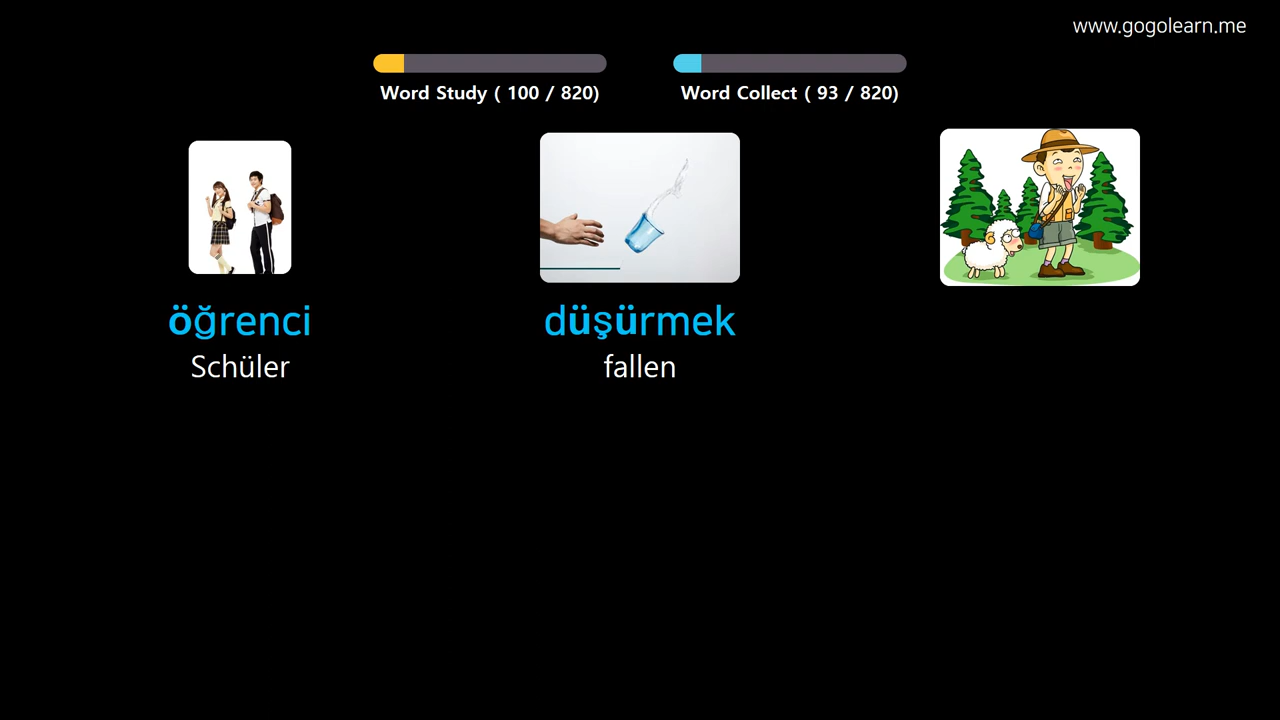 www.gogolearn.me
Word Study ( 100 / 820)
Word Collect ( 93 / 820)
öğrenci
Schüler
düşürmek
fallen